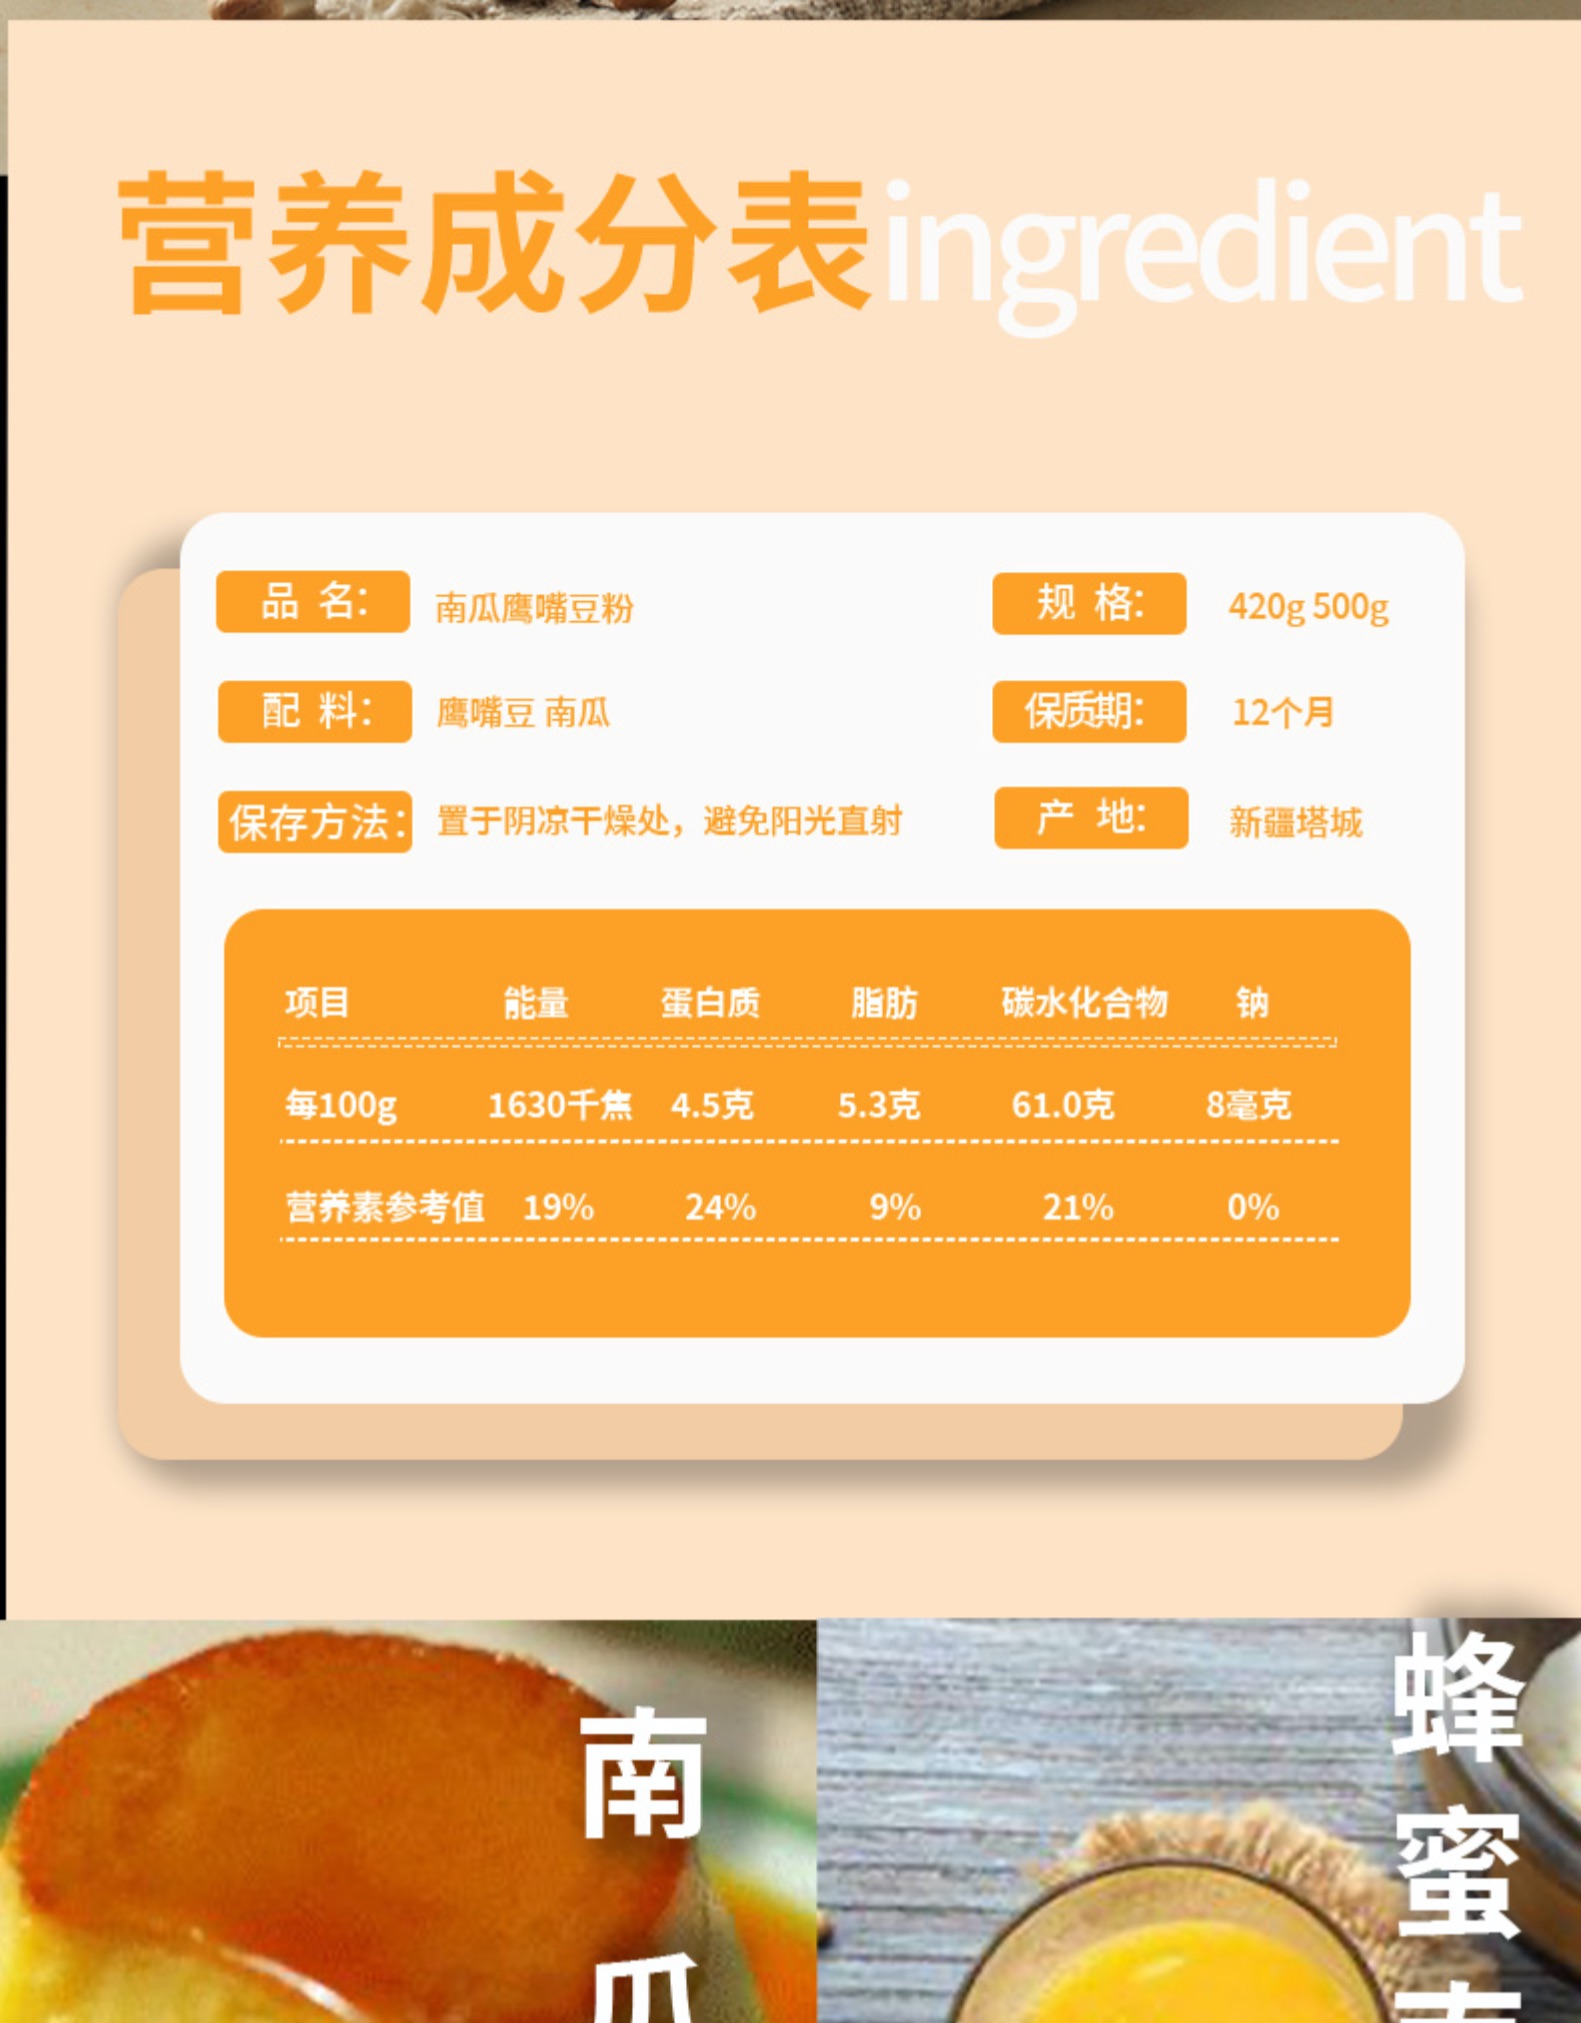 营养成分表ingredient
品 名： 南瓜鹰嘴豆粉 规 格： 420g 500g
配 料： 鹰嘴豆 南瓜 保质期： 12个月
保存方法： 置于阴凉干燥处，避免阳光直射 产 地： 新疆塔城
项目 能量 蛋白质 脂肪 碳水化合物 钠
每100g 1630千焦 4.5克 5.3克 61.0克 8毫克
营养素参考值 19% 24% 9% 21% 0%
南瓜
蜂蜜